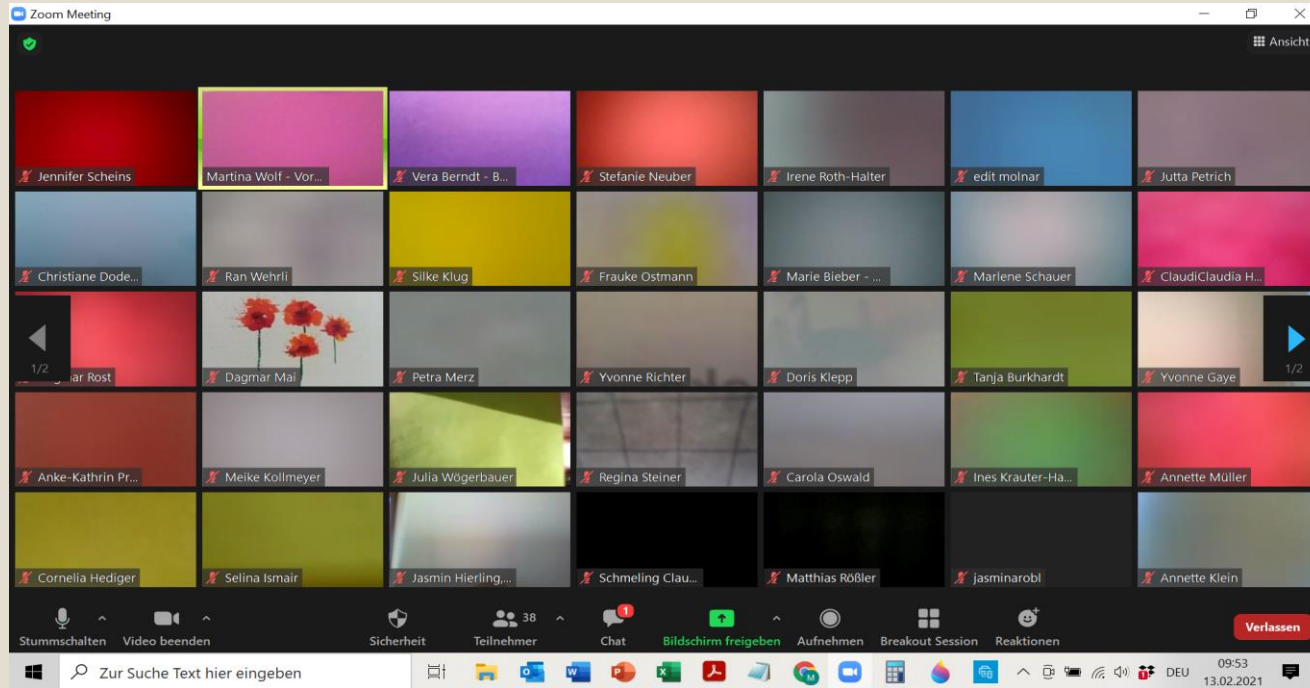 Zoom Meeting
Ansicht
Jennifer Scheins
Martina Wolf - Vor...
Vera Berndt - B...
Stefanie Neuber
Irene Roth-Halter
edit molnar
Jutta Petrich
Christiane Dode...
Ran Wehrli
Silke Klug
Frauke Ostmann
Marie Bieber - ...
Marlene Schauer
ClaudiClaudia H...
1/2
ar Rost
Dagmar Mai
Petra Merz
Yvonne Richter
Doris Klepp
Tanja Burkhardt
Yvonne Gaye
1/2
Anke-Kathrin Pr...
Meike Kollmeyer
Julia Wögerbauer
Regina Steiner
Carola Oswald
Ines Krauter-Ha...
Annette Müller
Cornelia Hediger
Selina Ismair
Jasmin Hierling,...
Schmeling Clau...
Matthias Rößler
jasminarobl
Annette Klein
Stummschalten
Video beenden
Sicherheit
38
Teilnehmer
1
Chat
Bildschirm freigeben
Aufnehmen
Breakout Session
Reaktionen
Verlassen
Zur Suche Text hier eingeben
DEU
09:53
13.02.2021